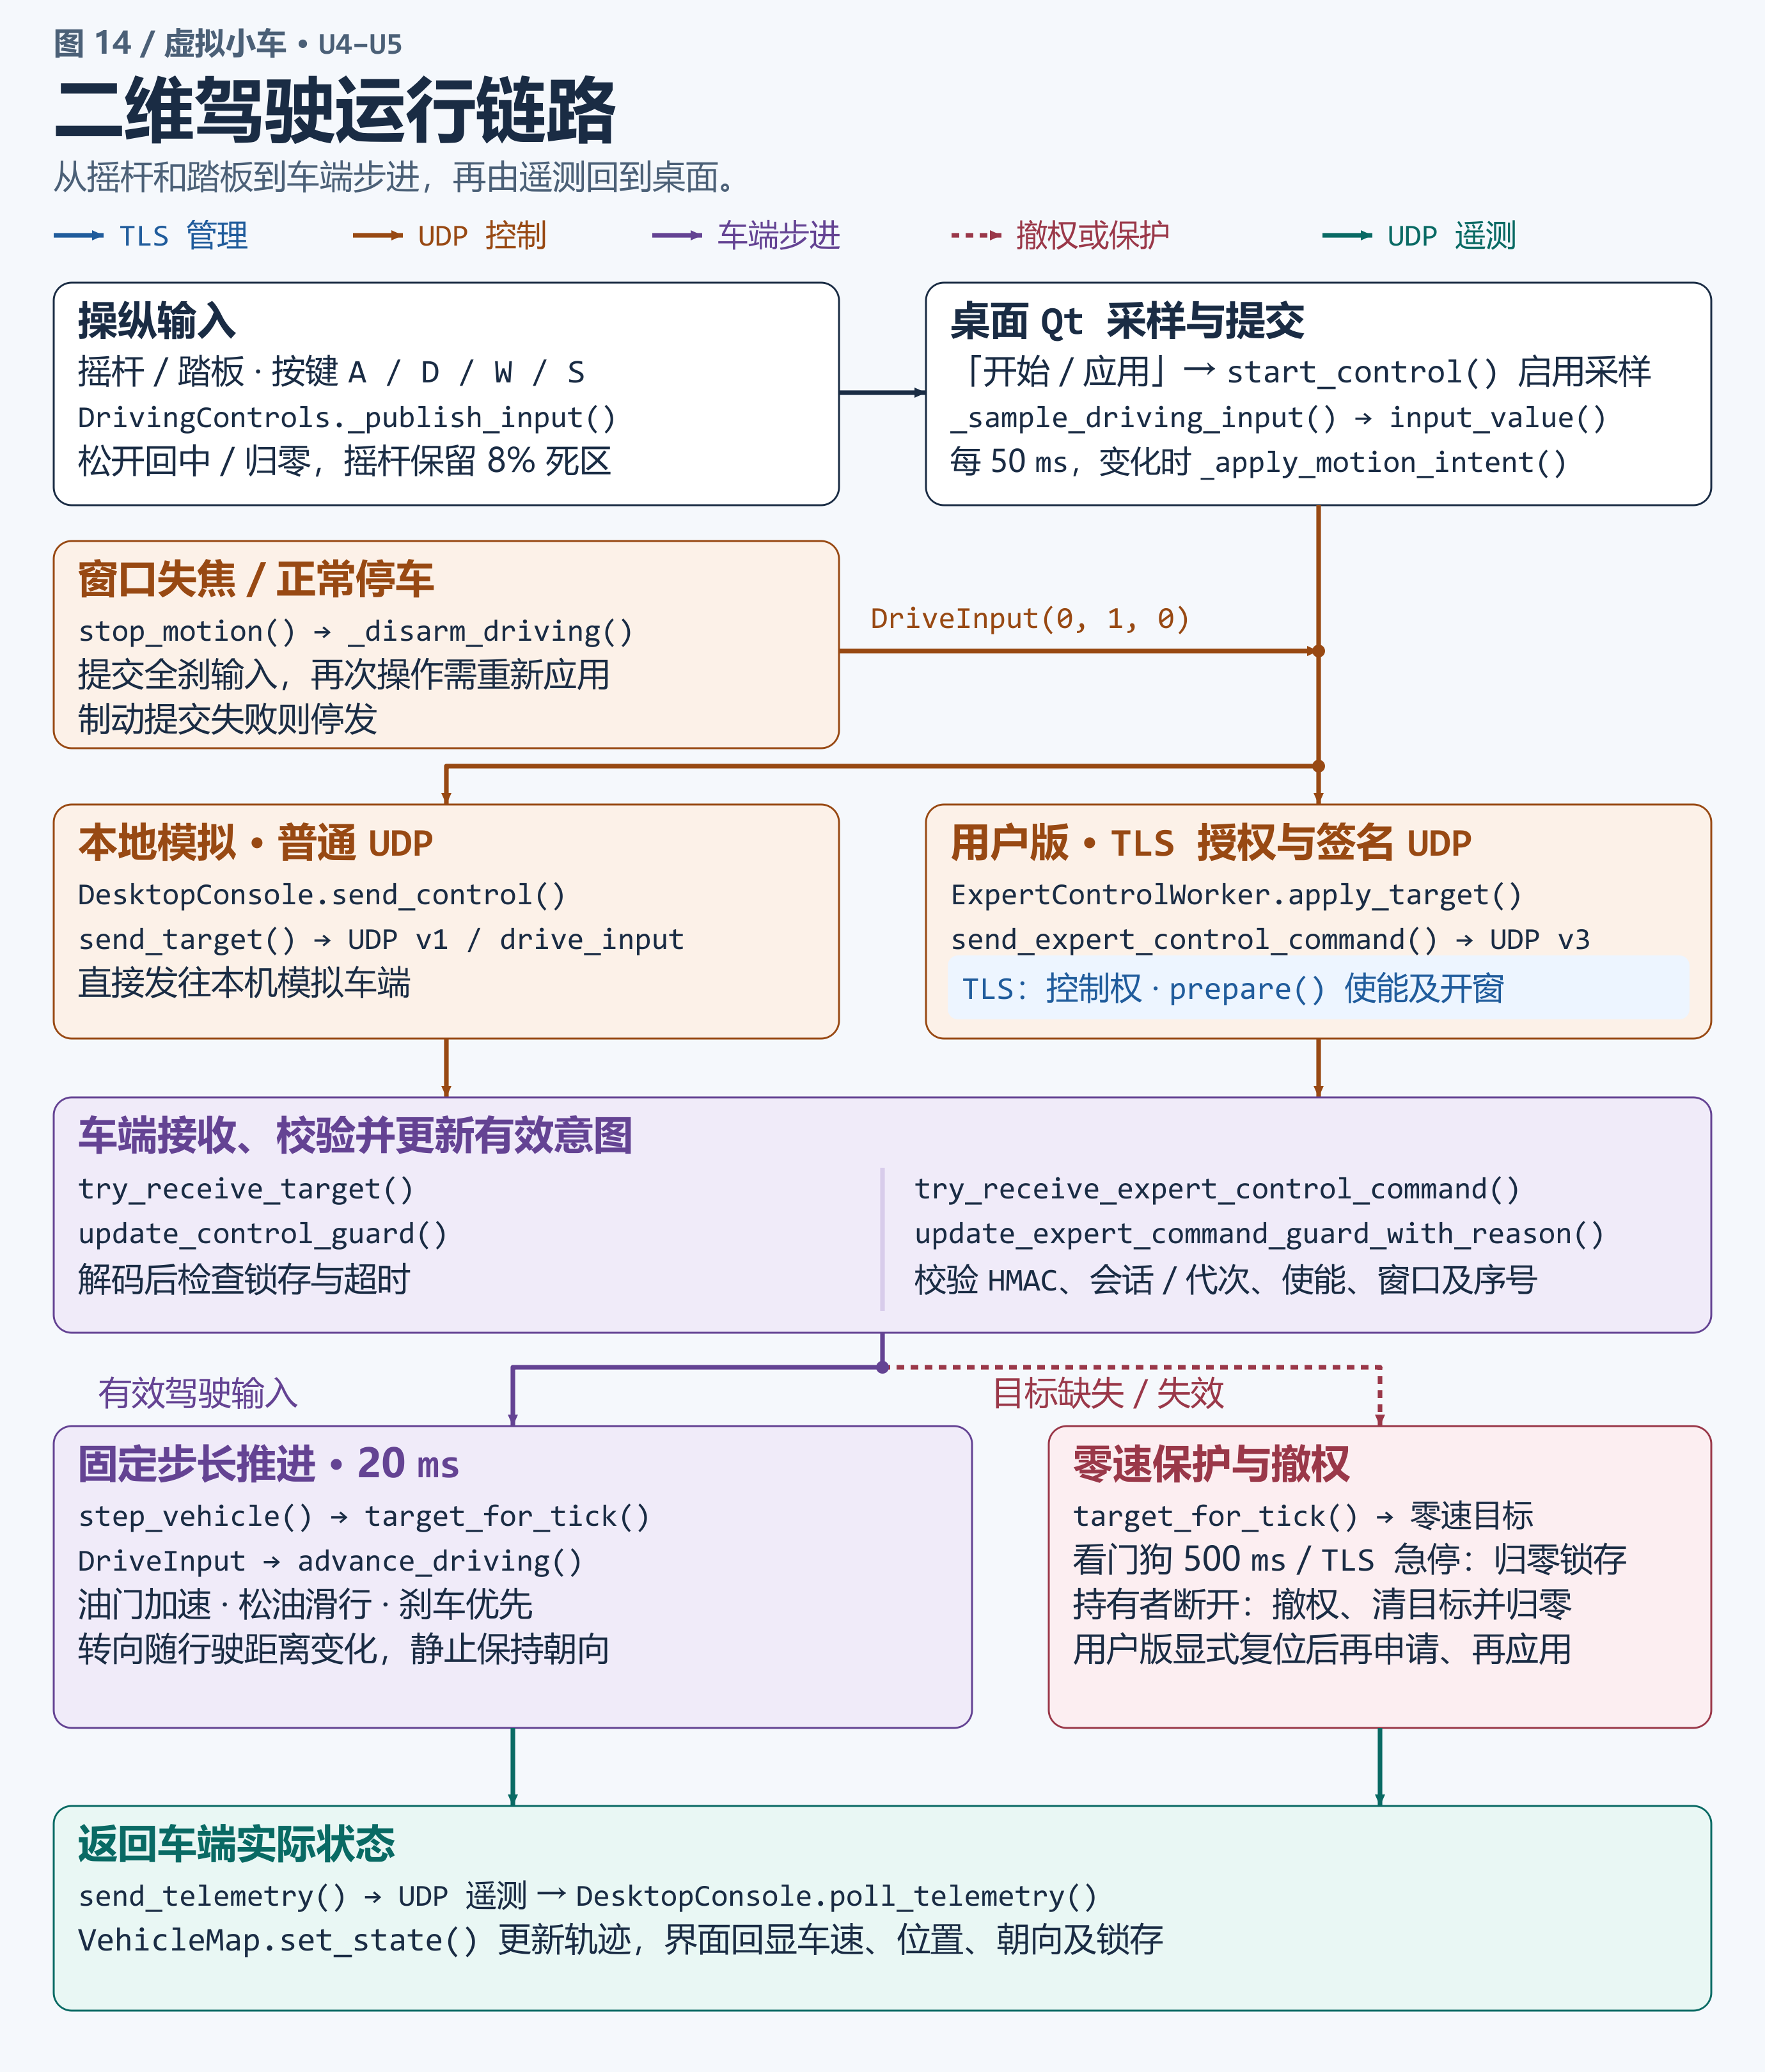 图 14 / 虚拟小车 • U4–U5
二维驾驶运行链路
从摇杆和踏板到车端步进，再由遥测回到桌面。
TLS 管理
UDP 控制
车端步进
撤权或保护
UDP 遥测
操纵输入
摇杆 / 踏板 · 按键 A / D / W / S
DrivingControls._publish_input()
松开回中 / 归零，摇杆保留 8% 死区
桌面 Qt 采样与提交
「开始 / 应用」→ start_control() 启用采样
_sample_driving_input() → input_value()
每 50 ms，变化时 _apply_motion_intent()
窗口失焦 / 正常停车
stop_motion() → _disarm_driving()
提交全刹输入，再次操作需重新应用
制动提交失败则停发
DriveInput(0, 1, 0)
本地模拟 • 普通 UDP
DesktopConsole.send_control()
send_target() → UDP v1 / drive_input
直接发往本机模拟车端
用户版 • TLS 授权与签名 UDP
ExpertControlWorker.apply_target()
send_expert_control_command() → UDP v3
TLS：控制权 · prepare() 使能及开窗
车端接收、校验并更新有效意图
try_receive_target()
update_control_guard()
解码后检查锁存与超时
try_receive_expert_control_command()
update_expert_command_guard_with_reason()
校验 HMAC、会话 / 代次、使能、窗口及序号
有效驾驶输入
目标缺失 / 失效
固定步长推进 • 20 ms
step_vehicle() → target_for_tick()
DriveInput → advance_driving()
油门加速 · 松油滑行 · 刹车优先
转向随行驶距离变化，静止保持朝向
零速保护与撤权
target_for_tick() → 零速目标
看门狗 500 ms / TLS 急停：归零锁存
持有者断开：撤权、清目标并归零
用户版显式复位后再申请、再应用
返回车端实际状态
send_telemetry() → UDP 遥测 → DesktopConsole.poll_telemetry()
VehicleMap.set_state() 更新轨迹，界面回显车速、位置、朝向及锁存